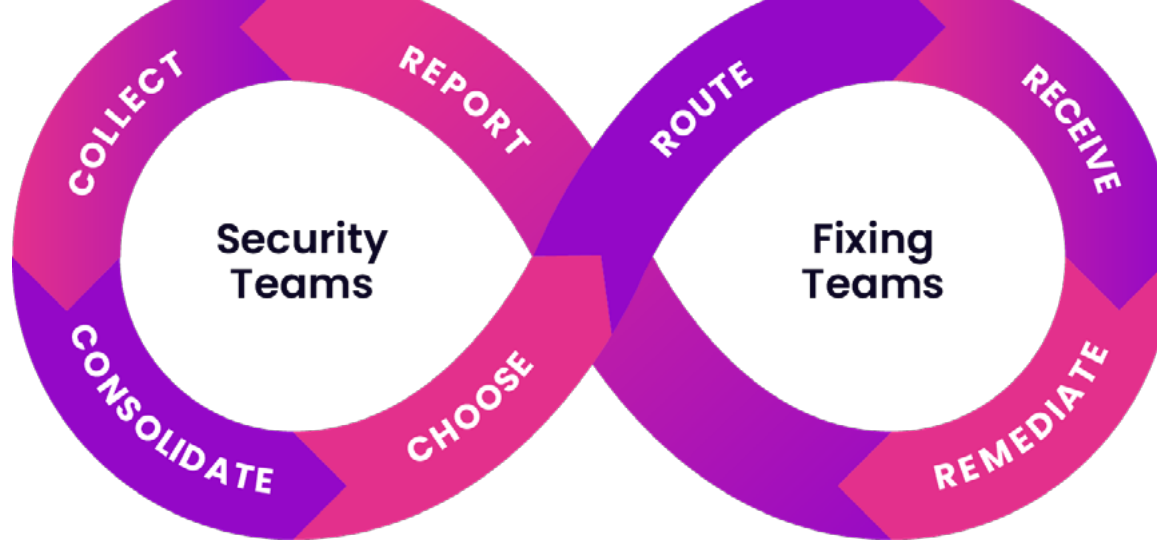 COLLECT
REPORT
ROUTE
RECEIVE
Security
Teams
Fixing
Teams
CONSOLIDATE
CHOOSE
REMEDIATE